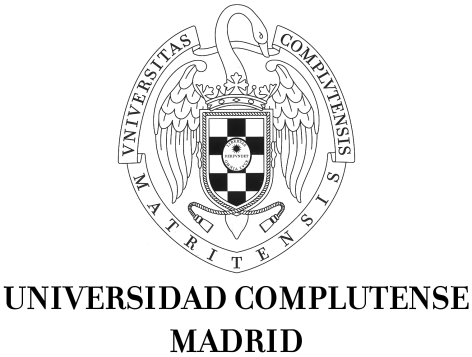 VNIVERSITAS
COMPLVTENSIS
MATRITENSIS
UNIVERSIDAD COMPLUTENSE
MADRID